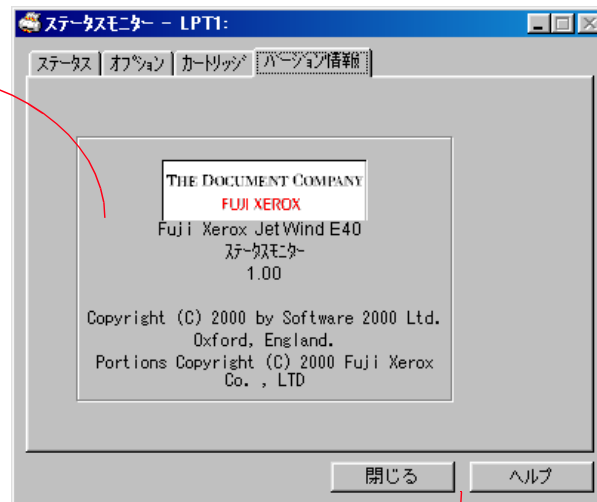 ステータスモニター - LPT1:
ステータス オプション カートリッジ バージョン情報
THE DOCUMENT COMPANY
FUJI XEROX
Fuji Xerox JetWind E40
ステータスモニター
1.00
Copyright (C) 2000 by Software 2000 Ltd.
Oxford, England.
Portions Copyright (C) 2000 Fuji Xerox
Co. , LTD
閉じる ヘルプ